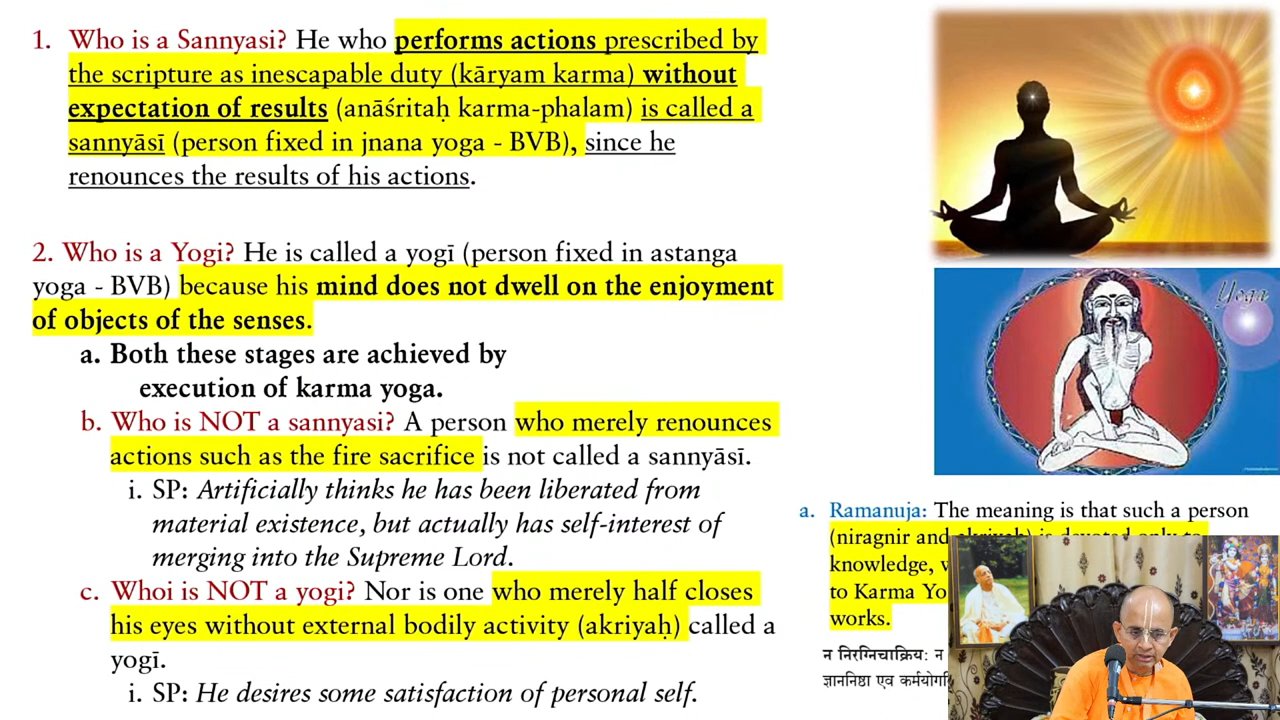 1. Who is a Sannyasi? He who performs actions prescribed by
the scripture as inescapable duty (kāryam karma) without
expectation of results (anāśritaḥ karma-phalam) is called a
sannyāsī (person fixed in jnana yoga - BVB), since he
renounces the results of his actions.
2. Who is a Yogi? He is called a yogī (person fixed in astanga
yoga - BVB) because his mind does not dwell on the enjoyment
of objects of the senses.
a. Both these stages are achieved by
execution of karma yoga.
b. Who is NOT a sannyasi? A person who merely renounces
actions such as the fire sacrifice is not called a sannyāsī.
i. SP: Artificially thinks he has been liberated from
material existence, but actually has self-interest of
merging into the Supreme Lord.
c. Whoi is NOT a yogi? Nor is one who merely half closes
his eyes without external bodily activity (akriyaḥ) called a
yogī.
i. SP: He desires some satisfaction of personal self.
Yoga
a. Ramanuja: The meaning is that such a person
(niragnir and
knowledge,
to Karma
works.
न निरग्निचाक्रियः न
ज्ञाननिष्ठा एव